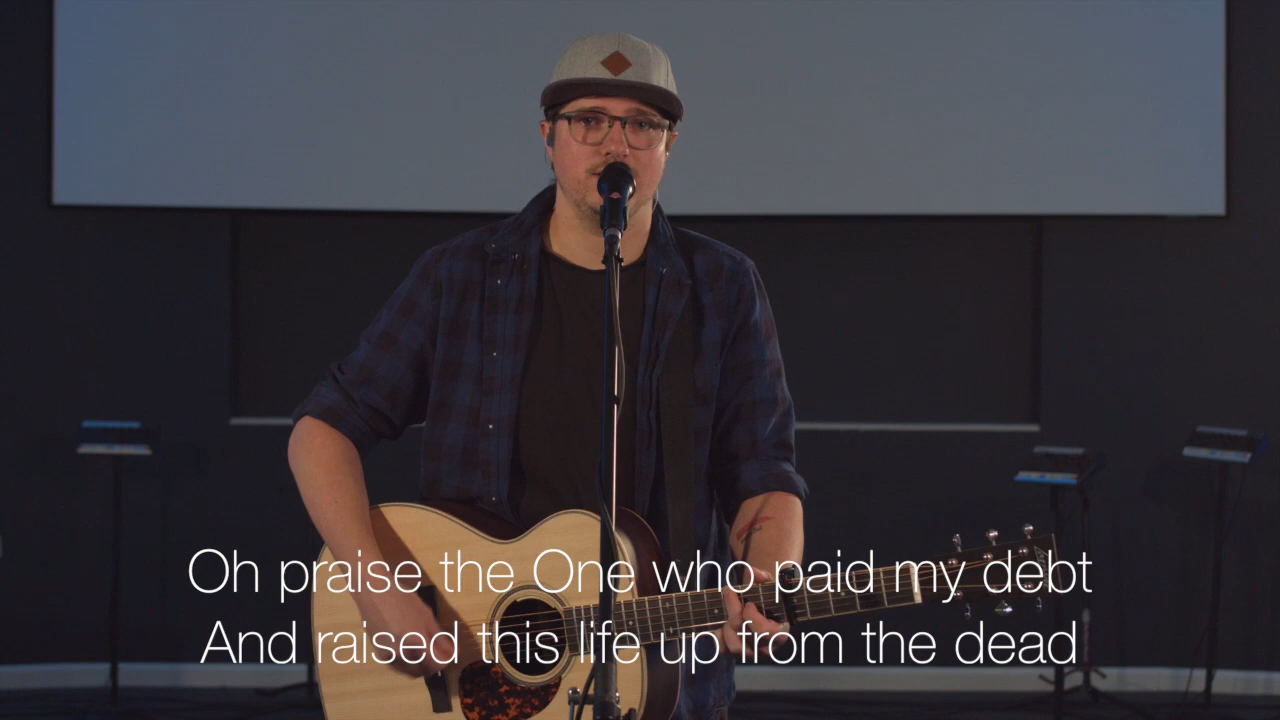 Oh praise the One who paid my debt
And raised this life up from the dead